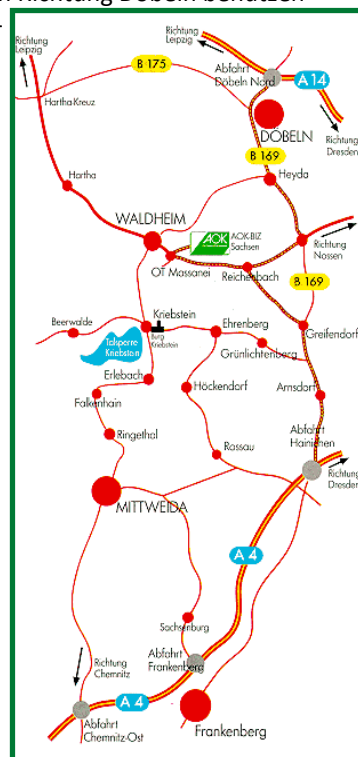 Richtung Döbeln benutzen
Richtung
Leipzig
Richtung
Leipzig
B 175
Abfahrt
Döbeln Nord
A 14
Hartha-Kreuz
DÖBELN
Richtung
Dresden
B 169
Hartha
Heyda
WALDHEIM
AOK
AOK-BIZ
Sachsen
OT Massanei
Reichenbach
Richtung
Nossen
B 169
Beerwalde
Kriebstein
Burg
Kriebstein
Ehrenberg
Greifendorf
Talsperre
Kriebstein
Grünlichtenberg
Erlebach
Höckendorf
Arnsdorf
Falkenhain
Abfahrt
Hainichen
Ringethal
Rossau
Richtung
Dresden
MITTWEIDA
A 4
Sachsenburg
Richtung
Chemnitz
Abfahrt
Frankenberg
A 4
Abfahrt
Chemnitz-Ost
Frankenberg